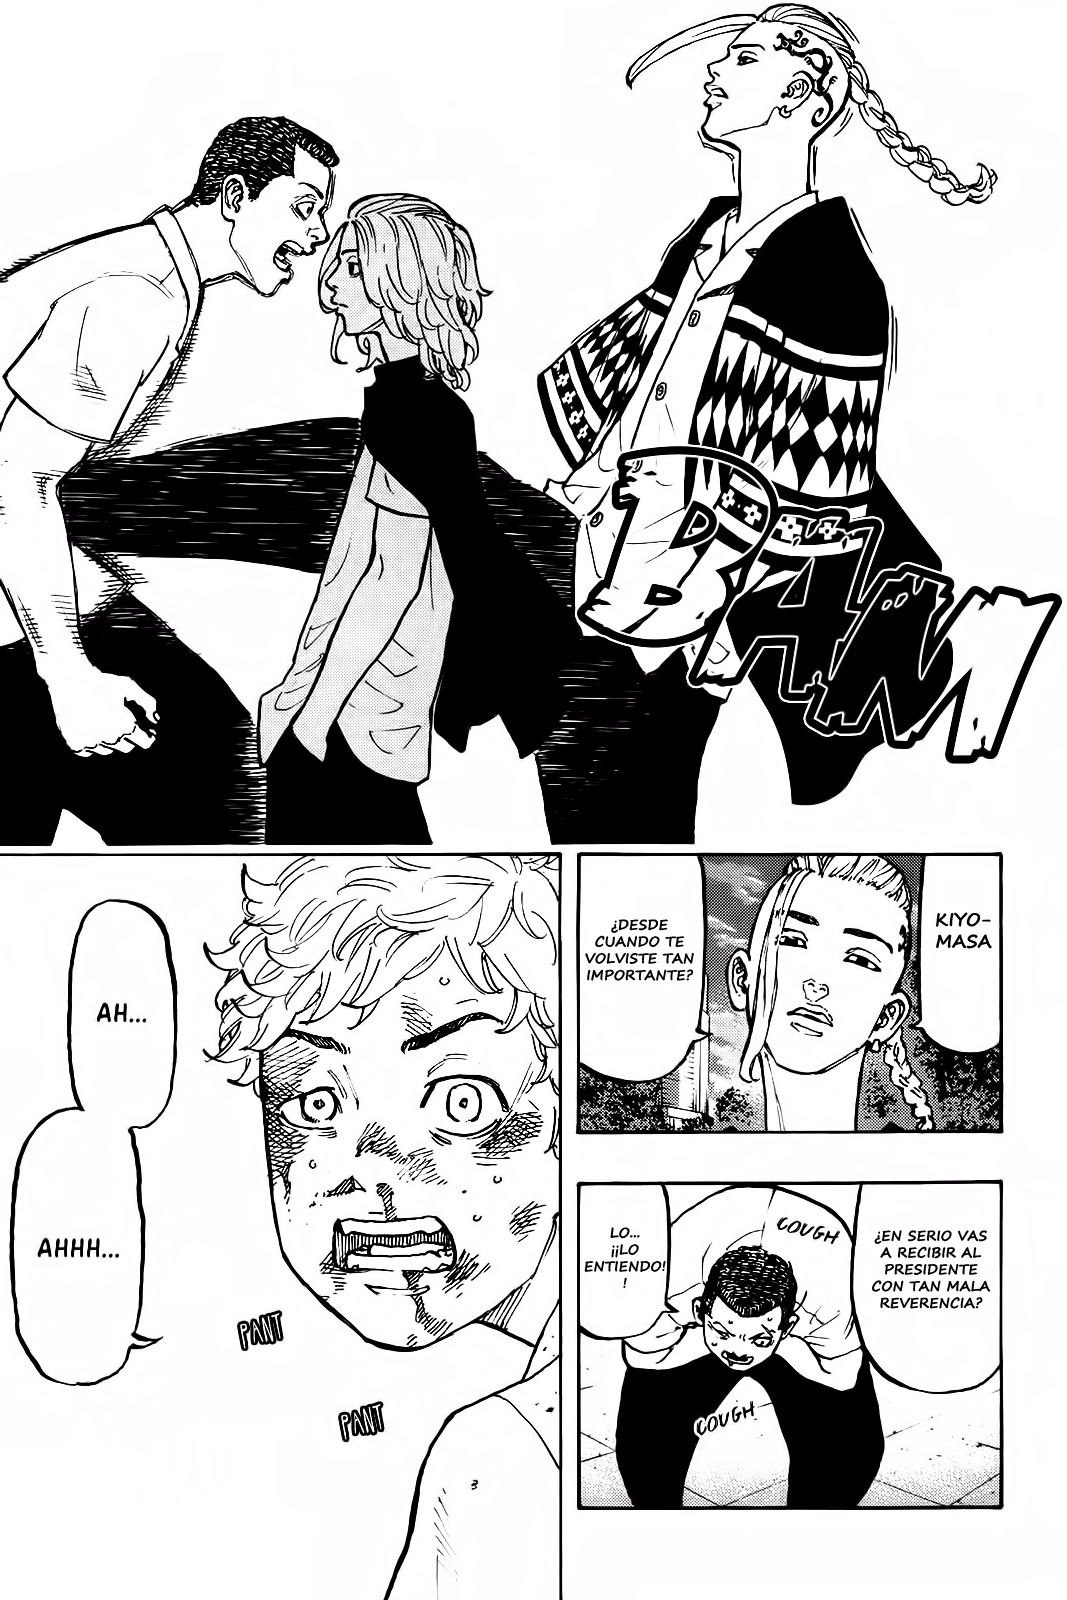 BAM
KIYO-
MASA
¿DESDE
CUANDO TE
VOLVISTE TAN
IMPORTANTE?
¿EN SERIO VAS
A RECIBIR AL
PRESIDENTE
CON TAN MALA
REVERENCIA?
COUGH
LO...
¡¡LO
ENTIENDO!
!
COUGH
AH...
AHHH...
PANT
PANT
3